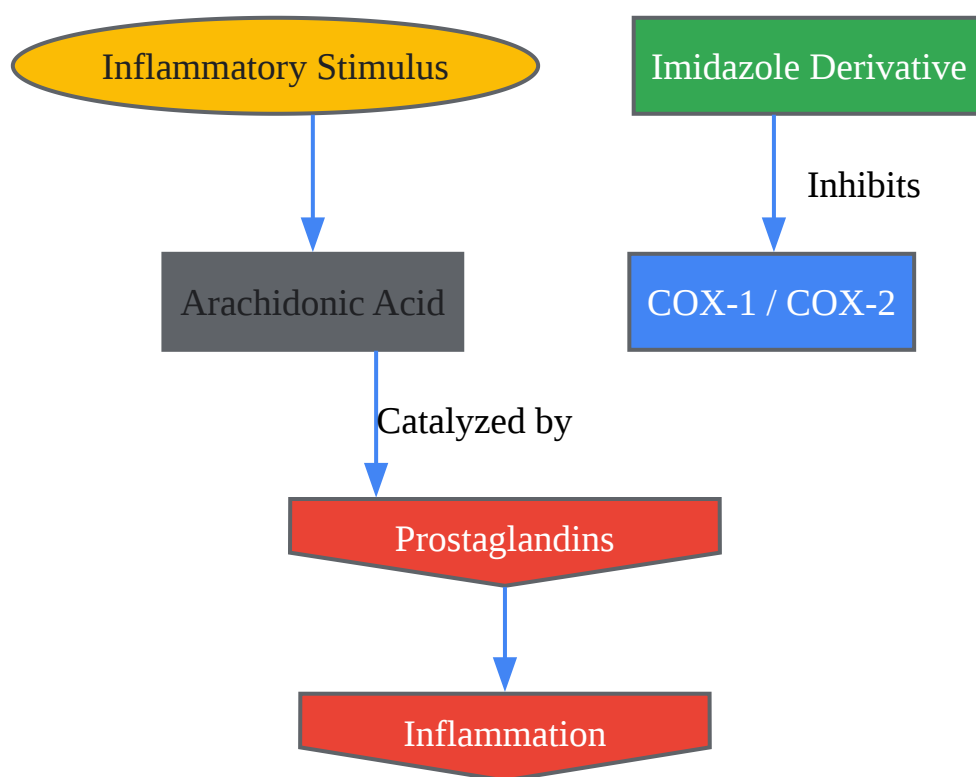 Inflammatory Stimulus
Imidazole Derivative
Inhibits
Arachidonic Acid
COX-1 / COX-2
Catalyzed by
Prostaglandins
Inflammation